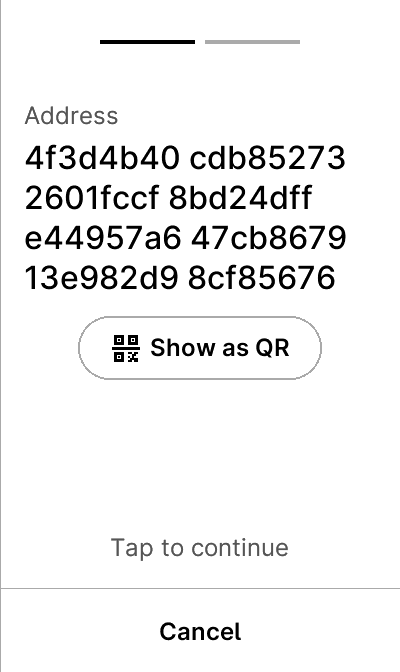 Address
4f3d4b40 cdb85273
2601fccf 8bd24dff
e44957a6 47cb8679
13e982d9 8cf85676
Show as QR
Tap to continue
Cancel